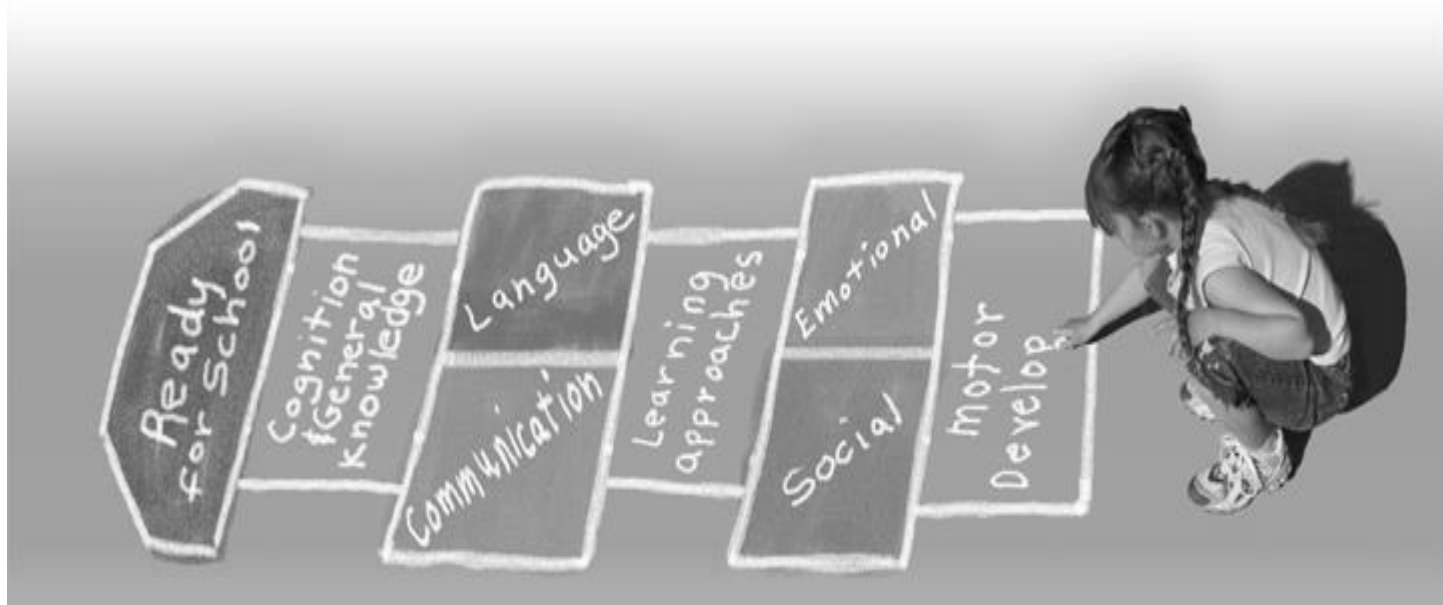 Ready
for School
Cognition
& General
Knowledge
Language
Communication
Learning
approaches
Emotional
Social
Motor
Develop